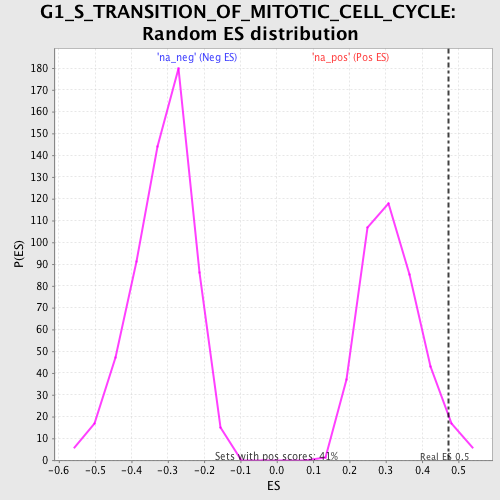 G1_S_TRANSITION_OF_MITOTIC_CELL_CYCLE:
Random ES distribution
'na_neg' (Neg ES) 'na_pos' (Pos ES)
180
170
160
150
140
130
120
110
100
90
80
70
60
50
40
30
20
10
0
P(ES)
Sets with pos scores: 41%
Real ES 0.5
-0.6 -0.5 -0.4 -0.3 -0.2 -0.1 0.0 0.1 0.2 0.3 0.4 0.5
ES